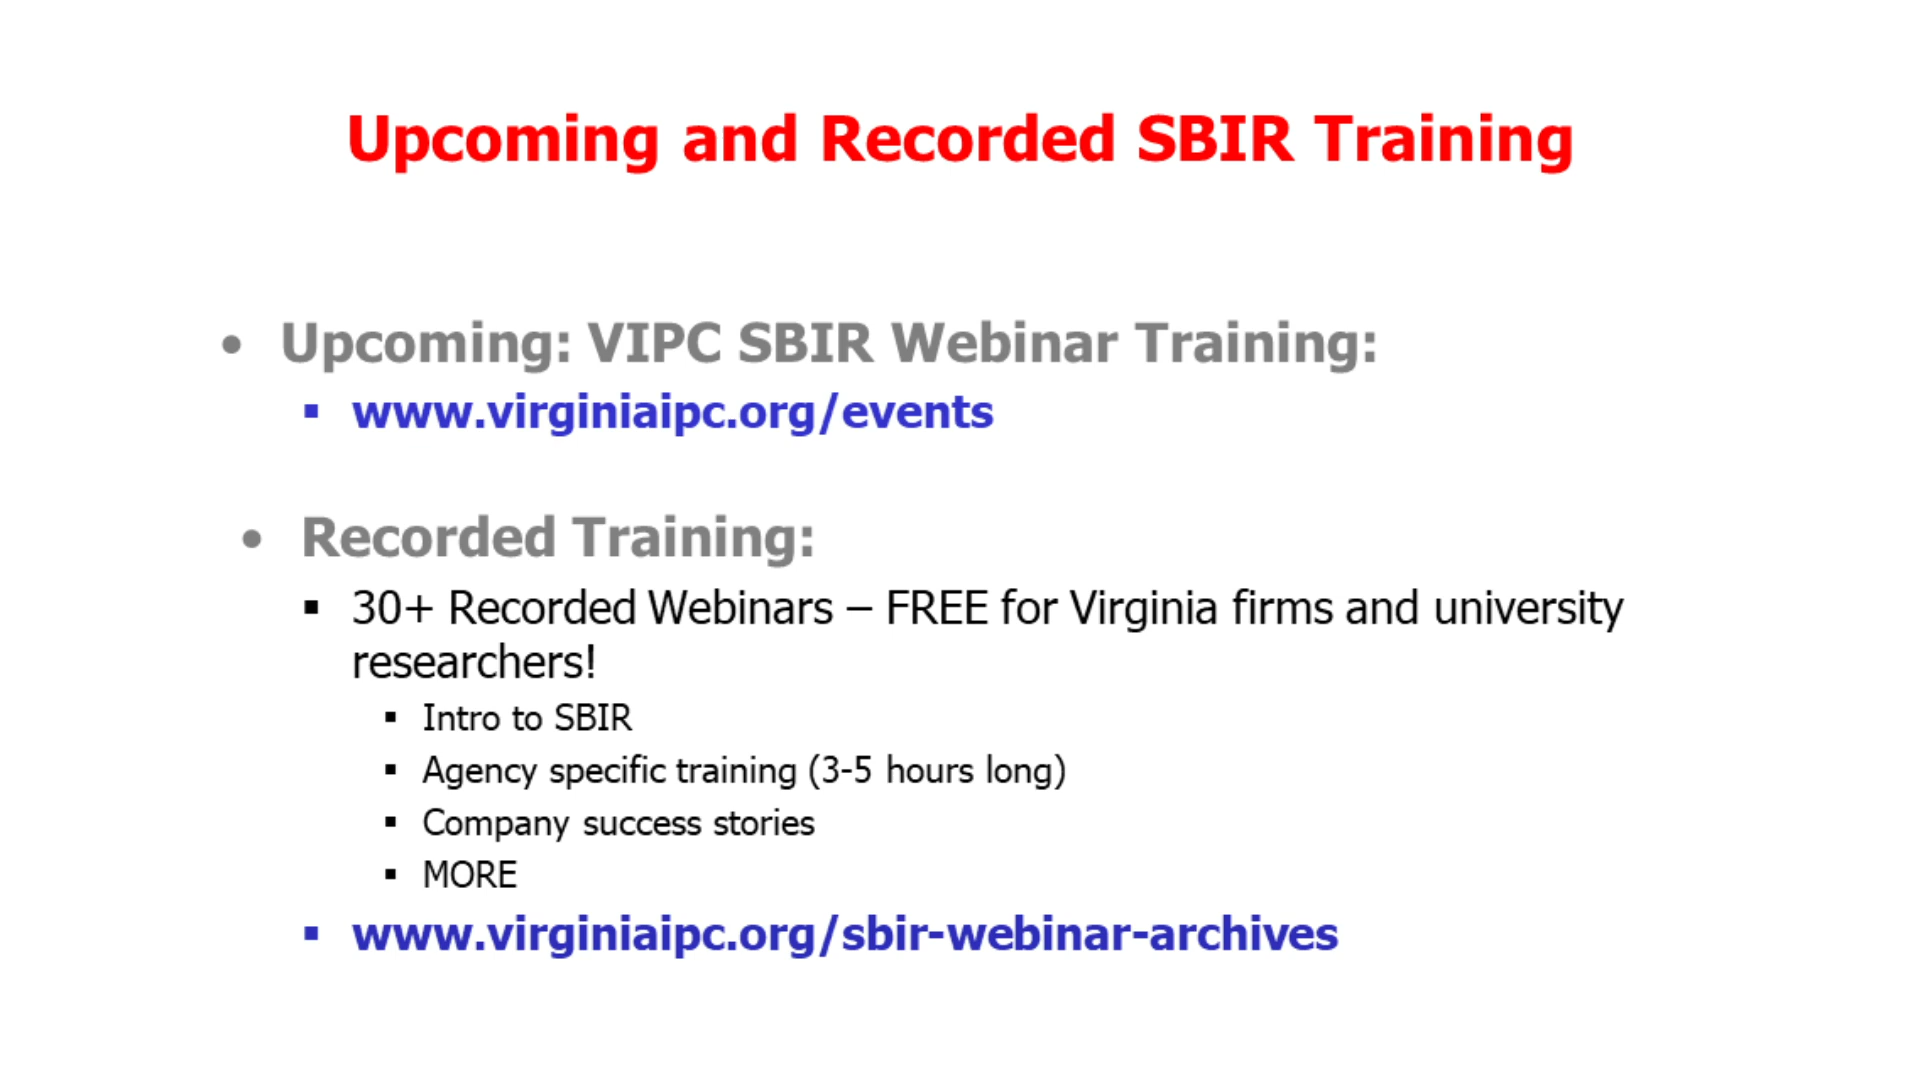 Upcoming and Recorded SBIR Training
• Upcoming: VIPC SBIR Webinar Training:
▪ www.virginiaipc.org/events
• Recorded Training:
▪ 30+ Recorded Webinars – FREE for Virginia firms and university
researchers!
▪ Intro to SBIR
▪ Agency specific training (3-5 hours long)
▪ Company success stories
▪ MORE
▪ www.virginiaipc.org/sbir-webinar-archives